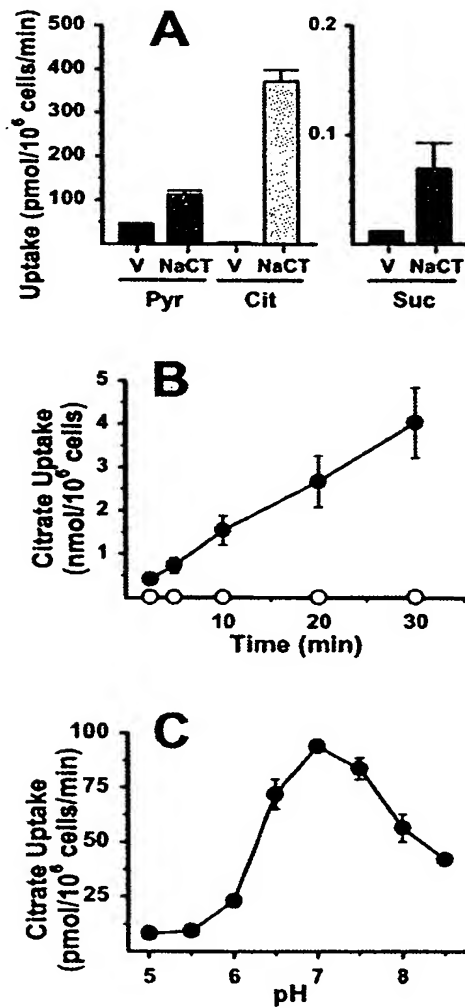 A
Uptake (pmol/10⁶ cells/min)
500
400
300
200
100
0.2
0.1
V NaCT V NaCT V NaCT
Pyr Cit Suc
B
Citrate Uptake
(nmol/10⁶ cells)
5
4
3
2
1
10 20 30
Time (min)
C
Citrate Uptake
(pmol/10⁶ cells/min)
100
75
50
25
5 6 7 8
pH